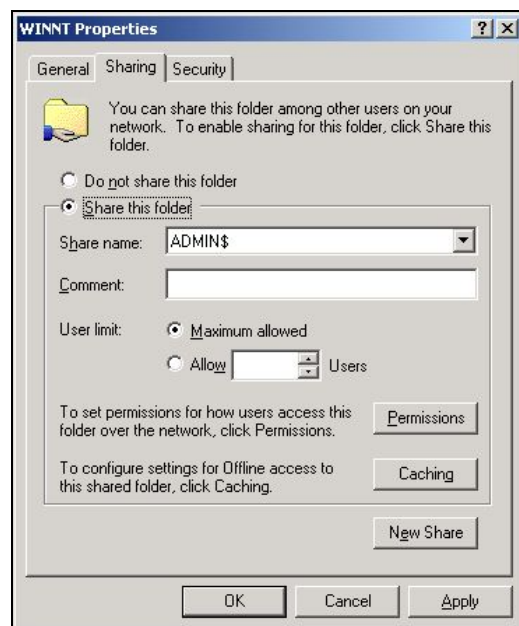 WINNT Properties
General Sharing Security
You can share this folder among other users on your
network. To enable sharing for this folder, click Share this
folder.
Do not share this folder
Share this folder
Share name: ADMIN$
Comment:
User limit: Maximum allowed
Allow Users
To set permissions for how users access this
folder over the network, click Permissions.
Permissions
To configure settings for Offline access to
this shared folder, click Caching.
Caching
New Share
OK Cancel Apply